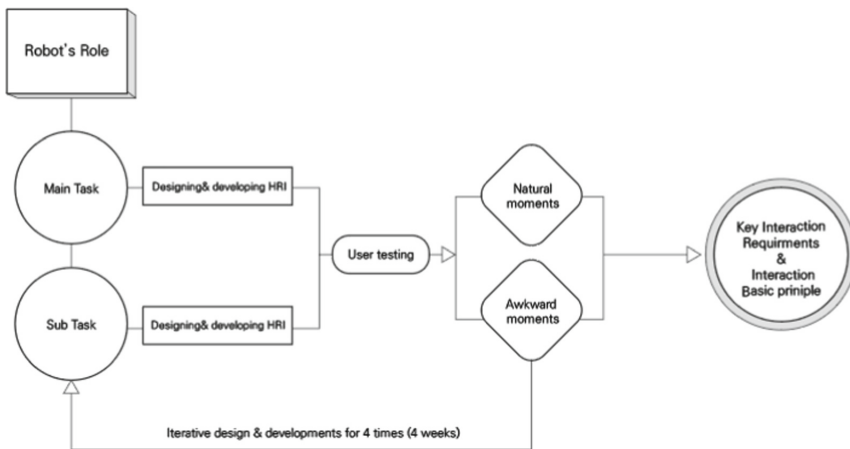 Robot's Role
Main Task
Designing& developing HRI
Sub Task
Designing& developing HRI
User testing
Natural
moments
Awkward
moments
Key Interaction
Requirments
&
Interaction
Basic priniple
Iterative design & developments for 4 times (4 weeks)